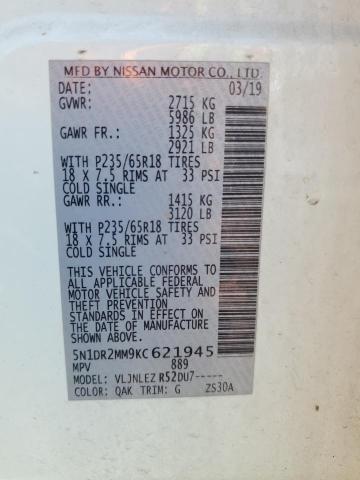 MFD BY NISSAN MOTOR CO., LTD.
DATE: 03/19
GVWR: 2715 KG
5986 LB
GAWR FR.: 1325 KG
2921 LB
WITH P235/65R18 TIRES
18 X 7.5 RIMS AT 33 PSI
COLD SINGLE
GAWR RR.: 1415 KG
3120 LB
WITH P235/65R18 TIRES
18 X 7.5 RIMS AT 33 PSI
COLD SINGLE
THIS VEHICLE CONFORMS TO
ALL APPLICABLE FEDERAL
MOTOR VEHICLE SAFETY
AND THEFT PREVENTION
STANDARDS IN EFFECT ON
THE DATE OF MANUFACTURE
SHOWN ABOVE.
5N1DR2MM9KC621945
MPV 889
MODEL: VLJNLEZ R52DU7-----
COLOR: QAK TRIM: G ZS30A